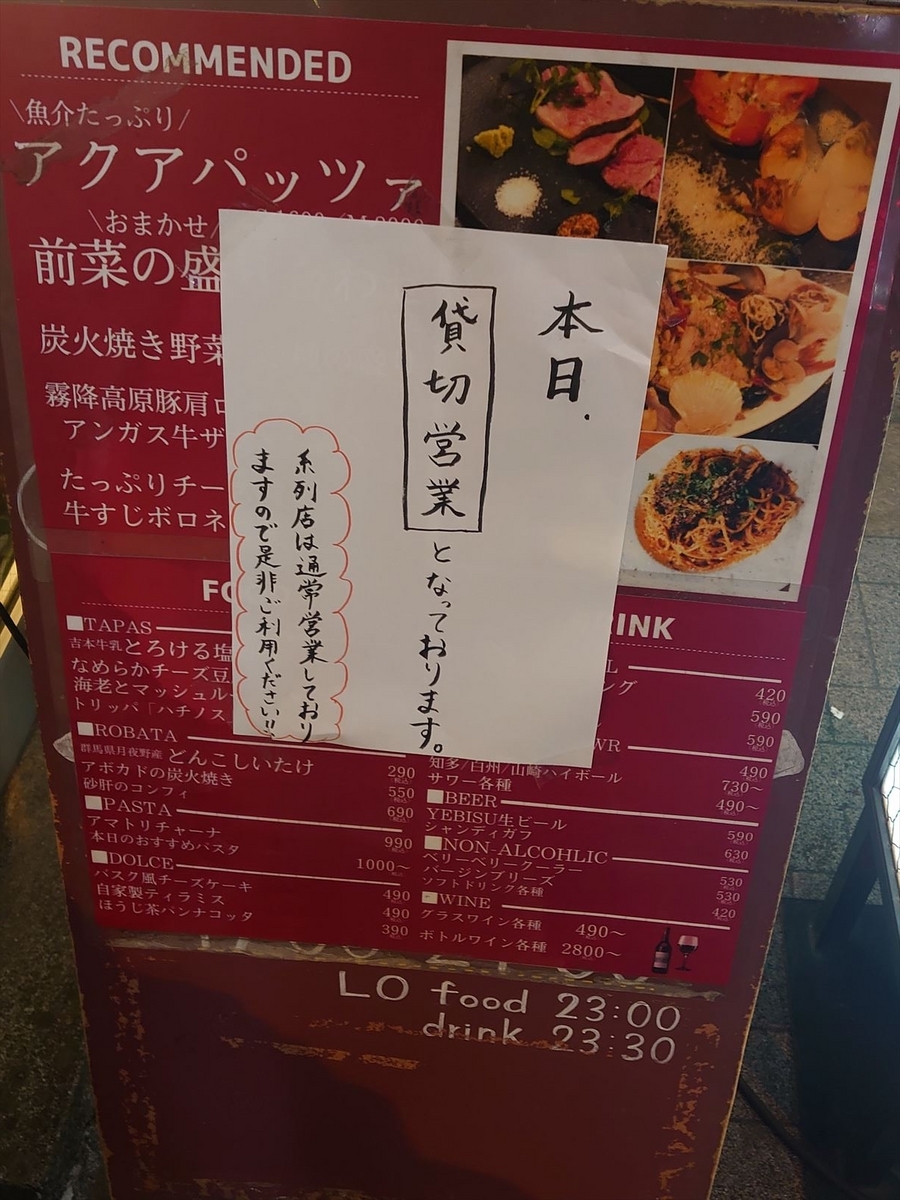 RECOMMENDED
\魚介たっぷり/
アクアパッツァ
\おまかせ/
前菜の盛
炭火焼き野菜
霧降高原豚肩ロ
アンガス牛ザ
たっぷりチー
牛すじボロネ
本日、
貸切営業となっております。
系列店は通常営業しており
ますので是非ご利用ください!!
FO
■TAPAS
吉本牛乳とろける塩
なめらかチーズ豆
海老とマッシュル
トリッパ「ハチノス
■ROBATA
群馬県月夜野産 どんこしいたけ 290
アボカドの炭火焼き 550
砂肝のコンフィ 690
■PASTA
アマトリチャーナ 990
本日のおすすめパスタ 1000～
■DOLCE
バスク風チーズケーキ 490
自家製ティラミス 490
ほうじ茶パンナコッタ 390
RINK
L
ング 420
590
590
WR
知多/白州/山崎ハイボール 490
730～
サワー各種 490～
■BEER
YEBISU生ビール 590
シャンディガフ 630
■NON-ALCOHLIC
ベリーベリークーラー 530
バージンブリーズ 530
ソフトドリンク各種 420
■WINE
グラスワイン各種 490～
ボトルワイン各種 2800～
LO food 23:00
drink 23:30